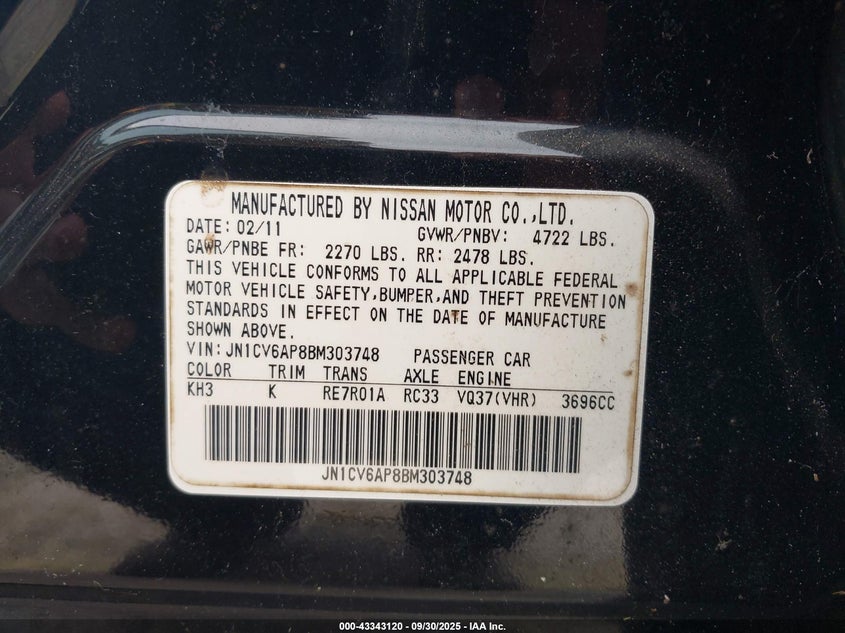 MANUFACTURED BY NISSAN MOTOR CO.,LTD.
DATE: 02/11 GVWR/PNBV: 4722 LBS.
GAWR/PNBE FR: 2270 LBS. RR: 2478 LBS.
THIS VEHICLE CONFORMS TO ALL APPLICABLE FEDERAL
MOTOR VEHICLE SAFETY,BUMPER,AND THEFT PREVENTION
STANDARDS IN EFFECT ON THE DATE OF MANUFACTURE
SHOWN ABOVE.
VIN:JN1CV6AP8BM303748 PASSENGER CAR
COLOR TRIM TRANS AXLE ENGINE
KH3 K RE7R01A RC33 VQ37(VHR) 3696CC
JN1CV6AP8BM303748
000-43343120 - 09/30/2025 - IAA Inc.